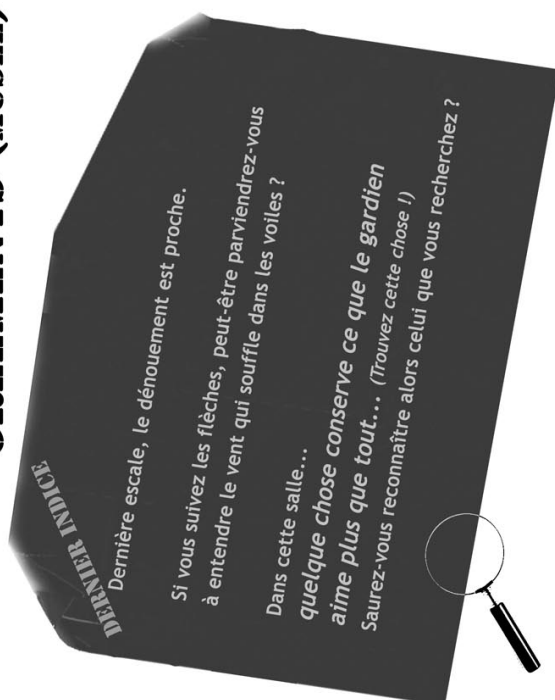 DERNIER INDICE
Dernière escale, le dénouement est proche.
Si vous suivez les flèches, peut-être parviendrez-vous
à entendre le vent qui souffle dans les voiles ?
Dans cette salle...
quelque chose conserve ce que le gardien
aime plus que tout... (Trouvez cette chose !)
Saurez-vous reconnaître alors celui que vous recherchez ?